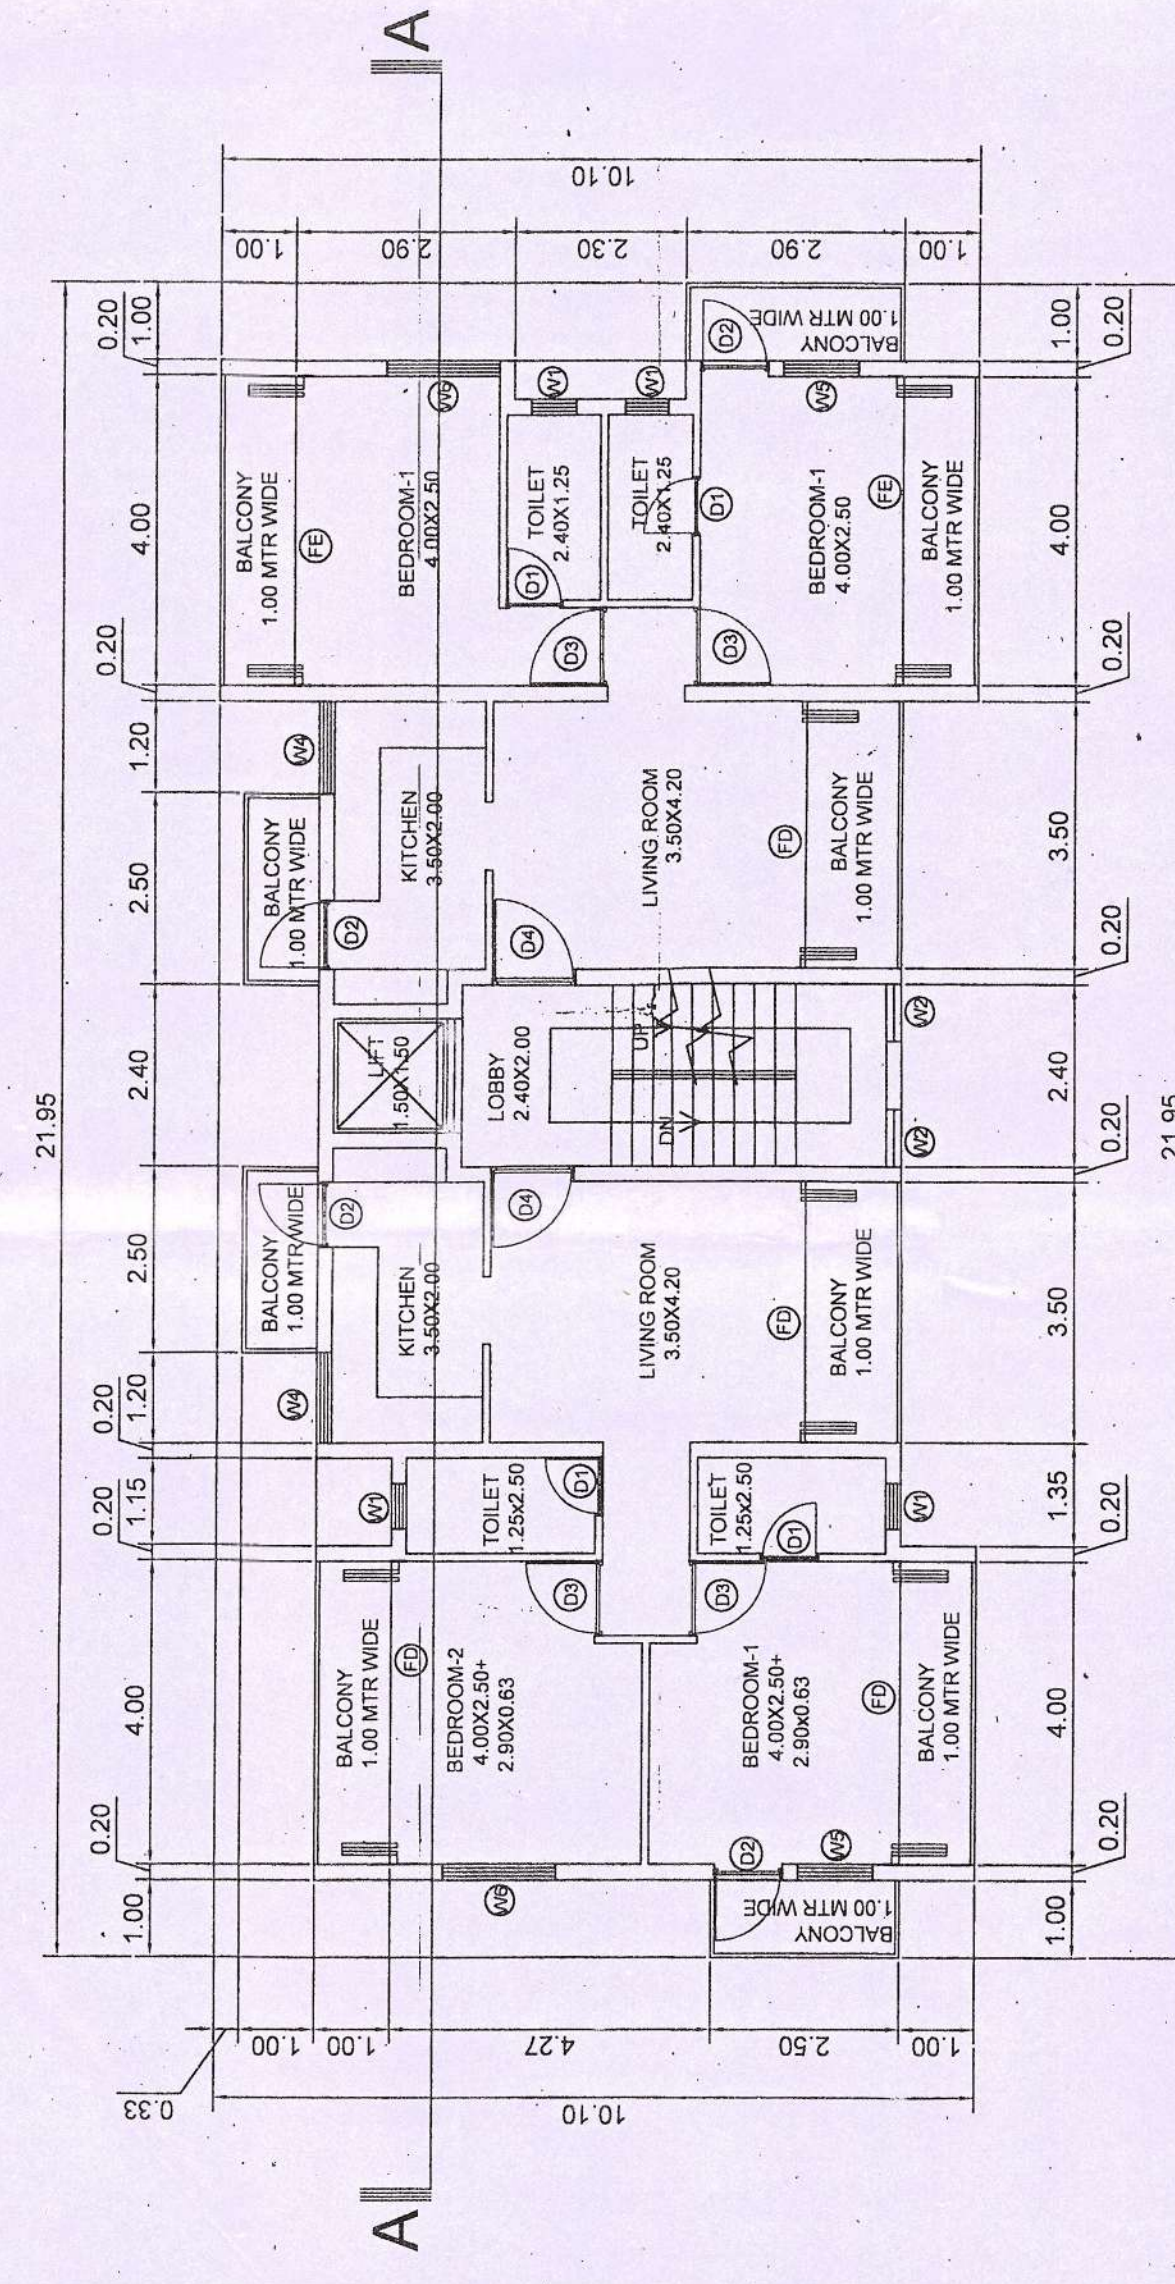 A
A
21.95
1.00
0.20
4.00
0.20
1.15
0.20
1.20
2.50
2.40
2.50
1.20
0.20
4.00
0.20
1.00
0.33
1.00
1.00
4.27
2.50
1.00
10.10
BALCONY
1.00 MTR WIDE
FD
BEDROOM-2
4.00X2.50+
2.90X0.63
W6
D3
W1
TOILET
1.25x2.50
D1
W4
BALCONY
1.00 MTR WIDE
D2
KITCHEN
3.50X2.00
LIFT
1.50X1.50
LOBBY
2.40X2.00
D4
UP
DN
W2
W2
BALCONY
1.00 MTR WIDE
D2
W4
KITCHEN
3.50X2.00
D4
BALCONY
1.00 MTR WIDE
FE
BEDROOM-1
4.00X2.50
W6
TOILET
2.40X1.25
D1
W1
D3
TOILET
2.40X1.25
D1
W1
D3
BEDROOM-1
4.00X2.50
W5
FE
BALCONY
1.00 MTR WIDE
D2
BALCONY
1.00 MTR WIDE
LIVING ROOM
3.50X4.20
FD
BALCONY
1.00 MTR WIDE
LIVING ROOM
3.50X4.20
FD
BALCONY
1.00 MTR WIDE
TOILET
1.25x2.50
D1
W1
D3
BEDROOM-1
4.00X2.50+
2.90x0.63
FD
W5
D2
BALCONY
1.00 MTR WIDE
BALCONY
1.00 MTR WIDE
1.00
2.90
2.30
2.90
1.00
10.10
1.00
0.20
4.00
0.20
1.35
3.50
0.20
2.40
0.20
3.50
0.20
4.00
0.20
1.00
21.95